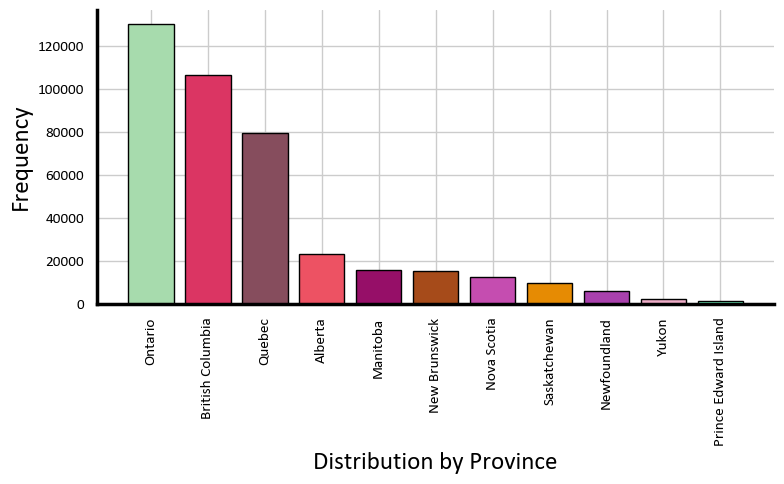 120000
100000
80000
60000
40000
20000
0
Frequency
Ontario
British Columbia
Quebec
Alberta
Manitoba
New Brunswick
Nova Scotia
Saskatchewan
Newfoundland
Yukon
Prince Edward Island
Distribution by Province